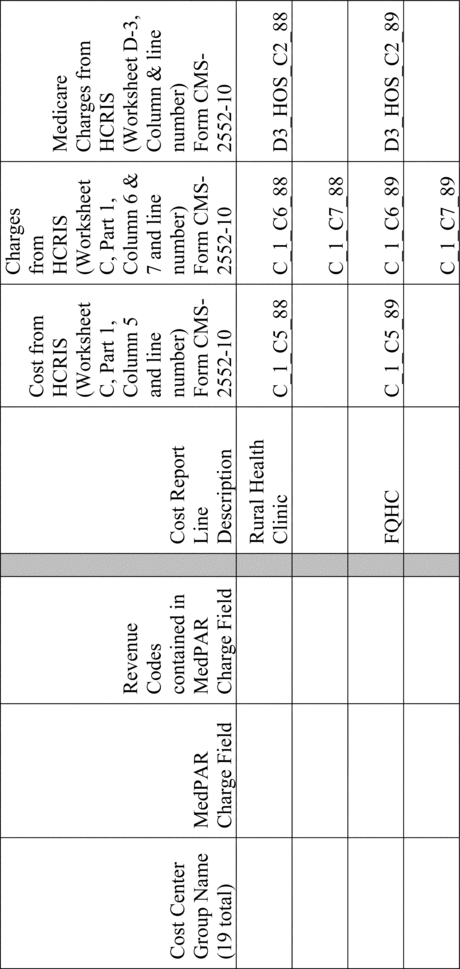 Cost Center
Group Name
(19 total)
MedPAR
Charge Field
Revenue
Codes
contained in
MedPAR
Charge Field
Cost Report
Line
Description
Cost from
HCRIS
(Worksheet
C, Part 1,
Column 5
and line
number)
Form CMS-
2552-10
Charges
from
HCRIS
(Worksheet
C, Part 1,
Column 6 &
7 and line
number)
Form CMS-
2552-10
Medicare
Charges from
HCRIS
(Worksheet D-3,
Column & line
number)
Form CMS-
2552-10
Rural Health
Clinic
C_1_C5_88
C_1_C6_88
D3_HOS_C2_88
C_1_C7_88
FQHC
C_1_C5_89
C_1_C6_89
D3_HOS_C2_89
C_1_C7_89